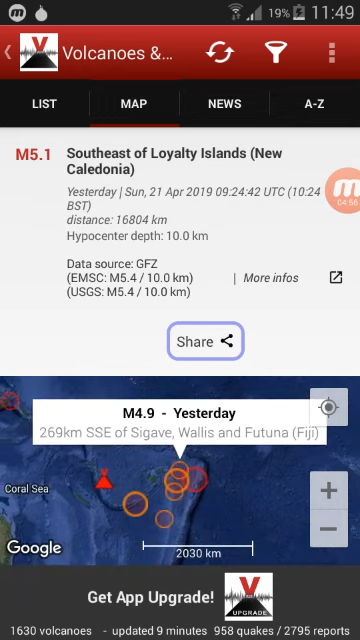 19% 11:49
Volcanoes &...
LIST MAP NEWS A-Z
M5.1 Southeast of Loyalty Islands (New
Caledonia)
Yesterday | Sun, 21 Apr 2019 09:24:42 UTC (10:24
BST)
distance: 16804 km
04:56
Hypocenter depth: 10.0 km
Data source: GFZ
(EMSC: M5.4 / 10.0 km) | More infos
(USGS: M5.4 / 10.0 km)
Share
M4.9 - Yesterday
269km SSE of Sigave, Wallis and Futuna (Fiji)
Coral Sea
+
−
Google
2030 km
Get App Upgrade!
UPGRADE
1630 volcanoes - updated 9 minutes 958 quakes / 2795 reports